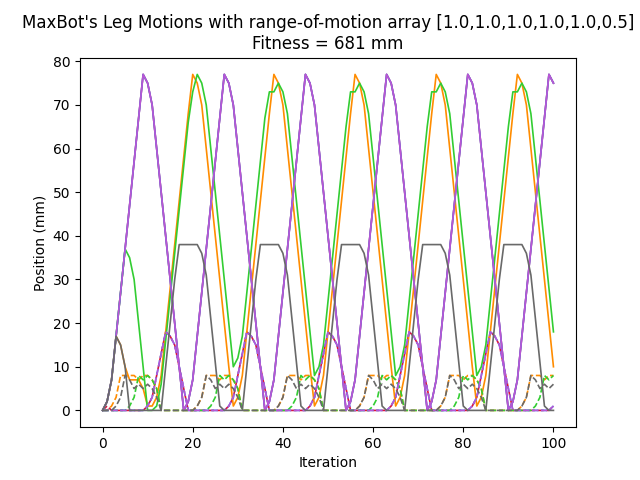 MaxBot's Leg Motions with range-of-motion array [1.0,1.0,1.0,1.0,1.0,0.5]
Fitness = 681 mm
80
70
60
50
40
30
20
10
0
Position (mm)
0 20 40 60 80 100
Iteration